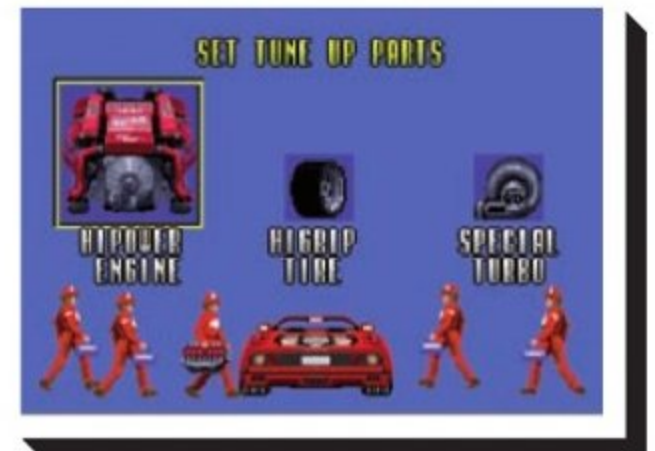 SET TUNE UP PARTS
HIPOWER
ENGINE
HIGRIP
TIRE
SPECIAL
TURBO